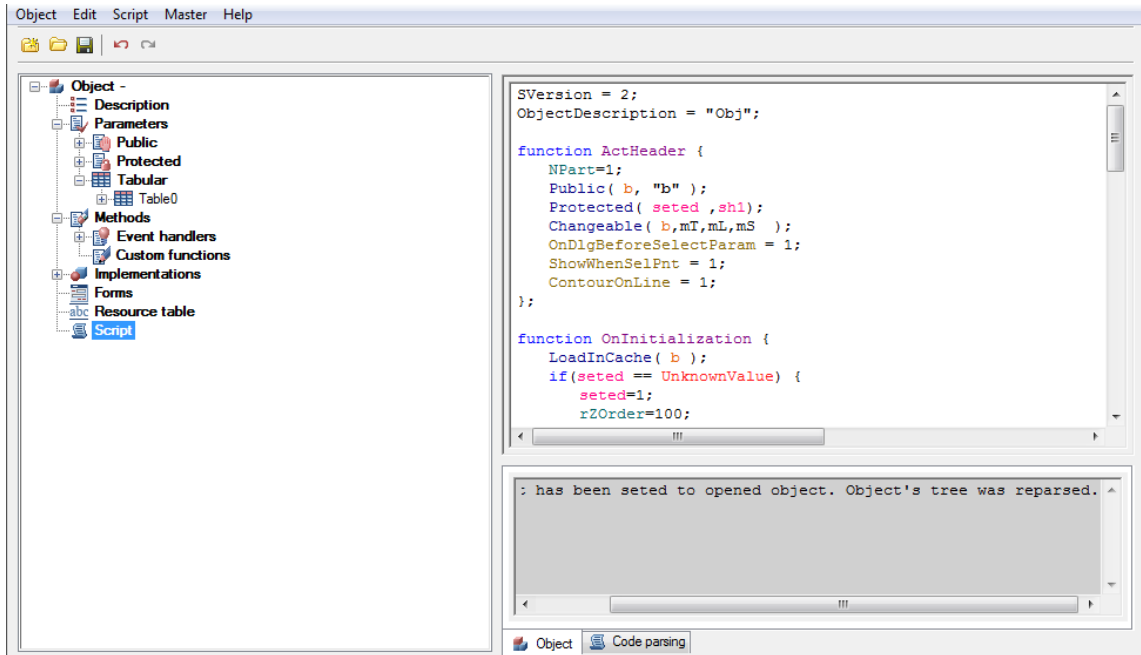 Object Edit Script Master Help
Object -
Description
Parameters
Public
Protected
Tabular
Table0
Methods
Event handlers
Custom functions
Implementations
Forms
abc Resource table
Script
SVersion = 2;
ObjectDescription = "Obj";
function ActHeader {
NPart=1;
Public( b, "b" );
Protected( seted ,sh1);
Changeable( b,mT,mL,mS );
OnDlgBeforeSelectParam = 1;
ShowWhenSelPnt = 1;
ContourOnLine = 1;
};
function OnInitialization {
LoadInCache( b );
if(seted == UnknownValue) {
seted=1;
rZOrder=100;
: has been seted to opened object. Object's tree was reparsed.
Object Code parsing